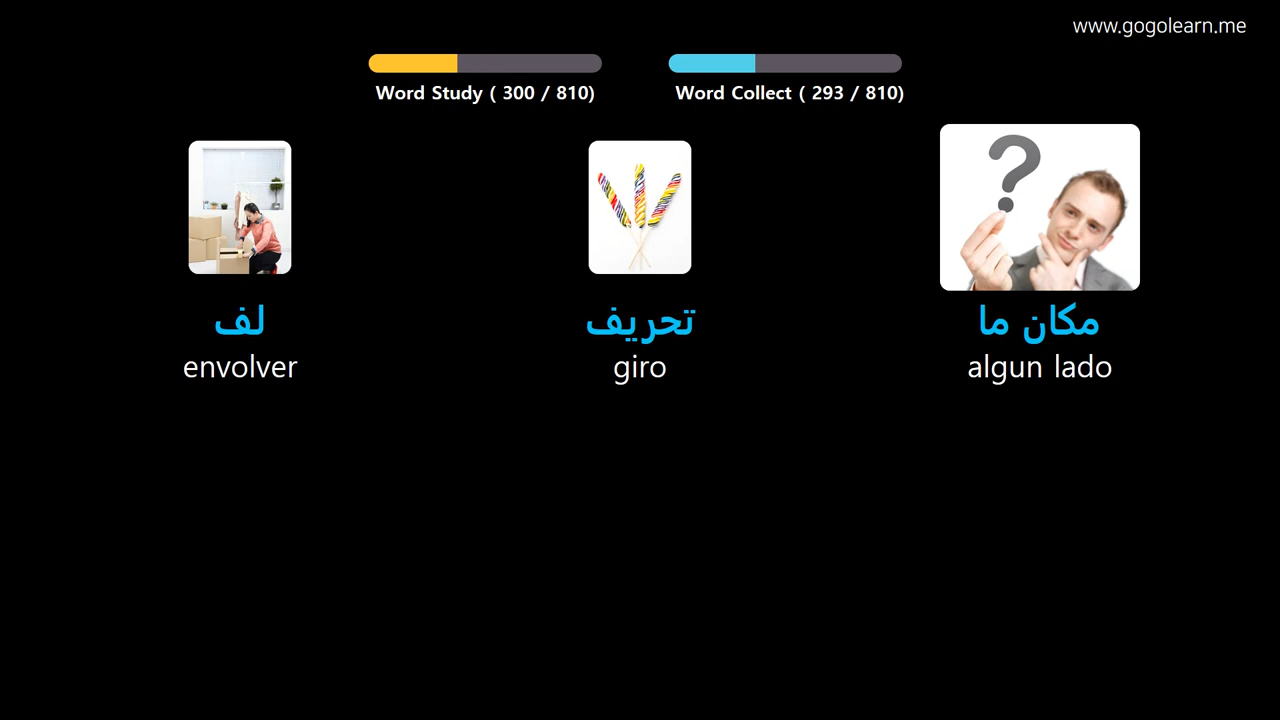 www.gogolearn.me
Word Study ( 300 / 810)
Word Collect ( 293 / 810)
لف
envolver
تحريف
giro
مكان ما
algun lado